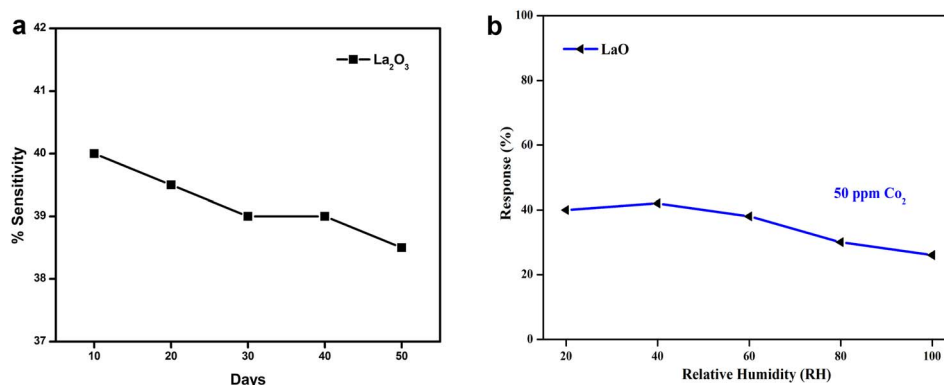 a
42
41
40
39
38
37
% Sensitivity
10 20 30 40 50
Days
La₂O₃
b
100
80
60
40
20
0
Response (%)
20 40 60 80 100
Relative Humidity (RH)
LaO
50 ppm Co₂